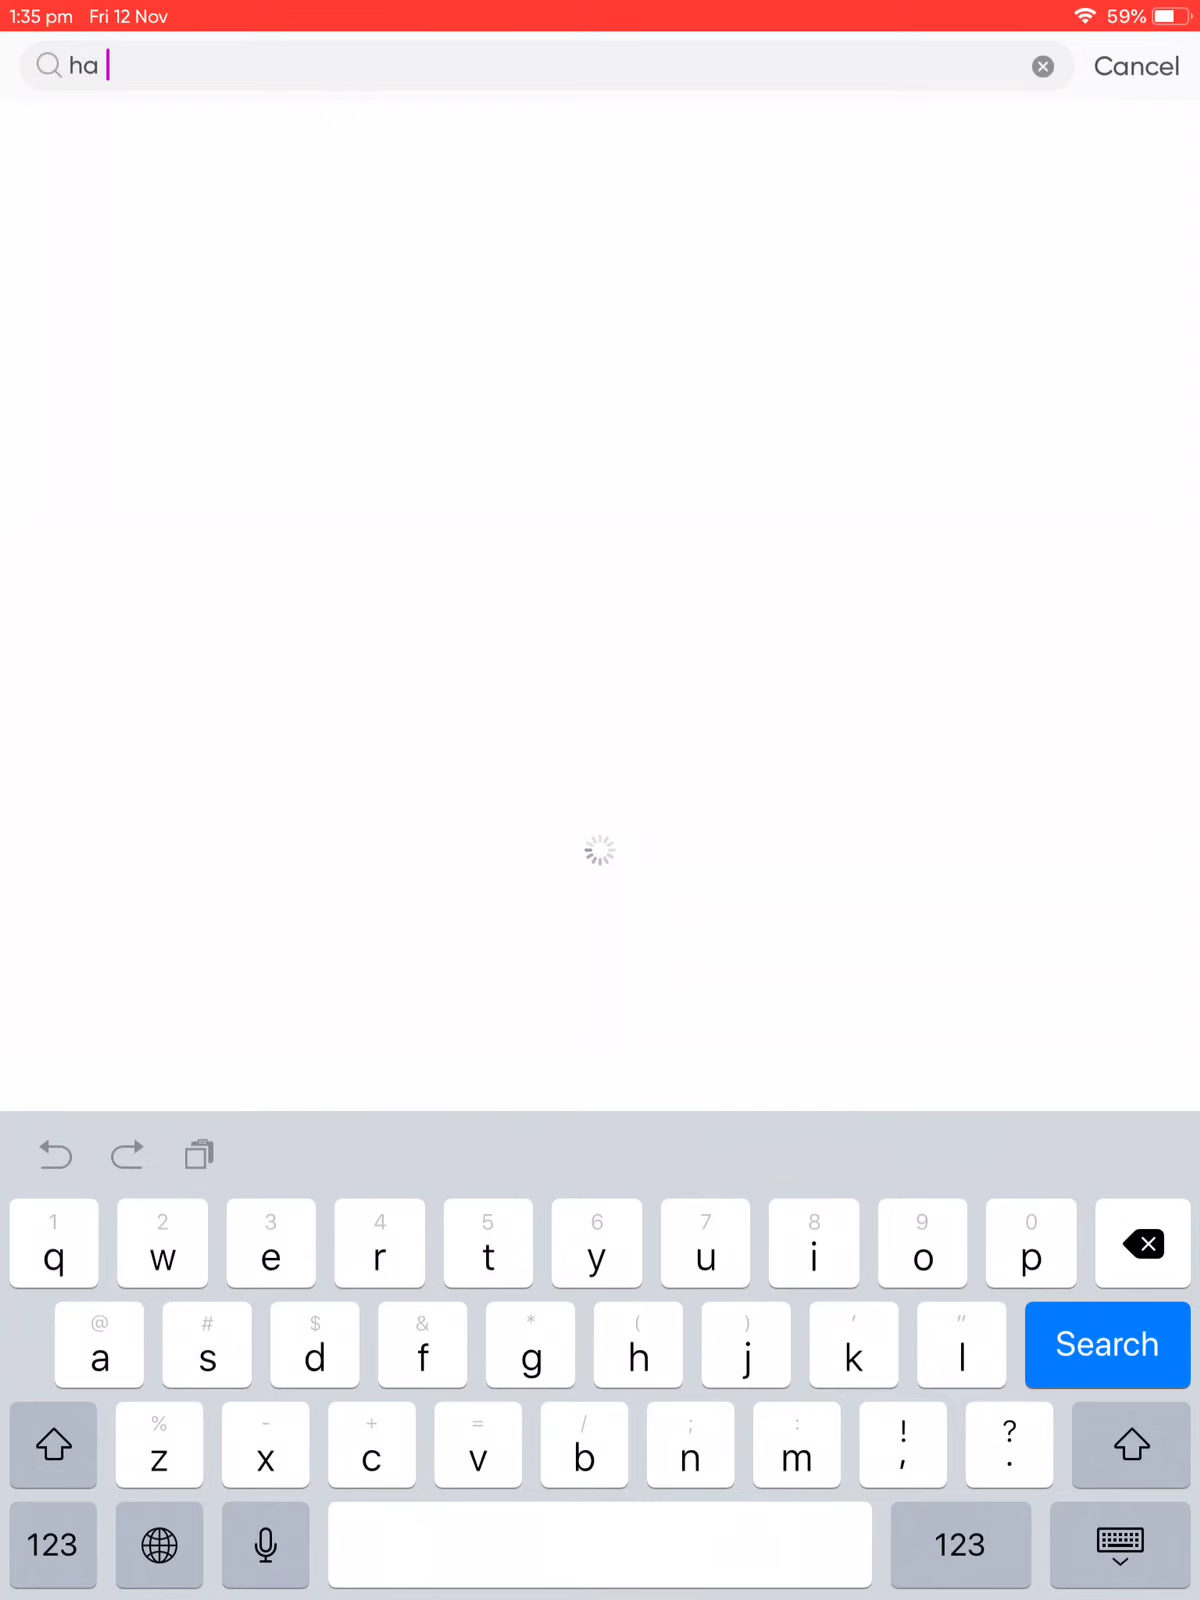 1:35 pm Fri 12 Nov 59%
ha Cancel
1 2 3 4 5 6 7 8 9 0
q w e r t y u i o p
@ # $ & * ( ) ' "
a s d f g h j k l Search
% - + = / ; : ! ?
z x c v b n m , .
123 123